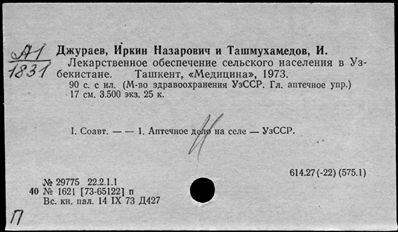 А1
1831
Джураев, Иркин Назарович и Ташмухамедов, И.
Лекарственное обеспечение сельского населения в Уз-
бекистане. Ташкент, «Медицина», 1973.
90 с. с ил. (М-во здравоохранения УзССР. Гл. аптечное упр.)
17 см. 3.500 экз. 25 к.
I. Соавт. — — 1. Аптечное дело на селе — УзССР.
614.27(-22) (575.1)
№ 29775 22.2.1.1
40 № 1621 [73-65122] п
Вс. кн. пал. 14 IX 73 Д427
П